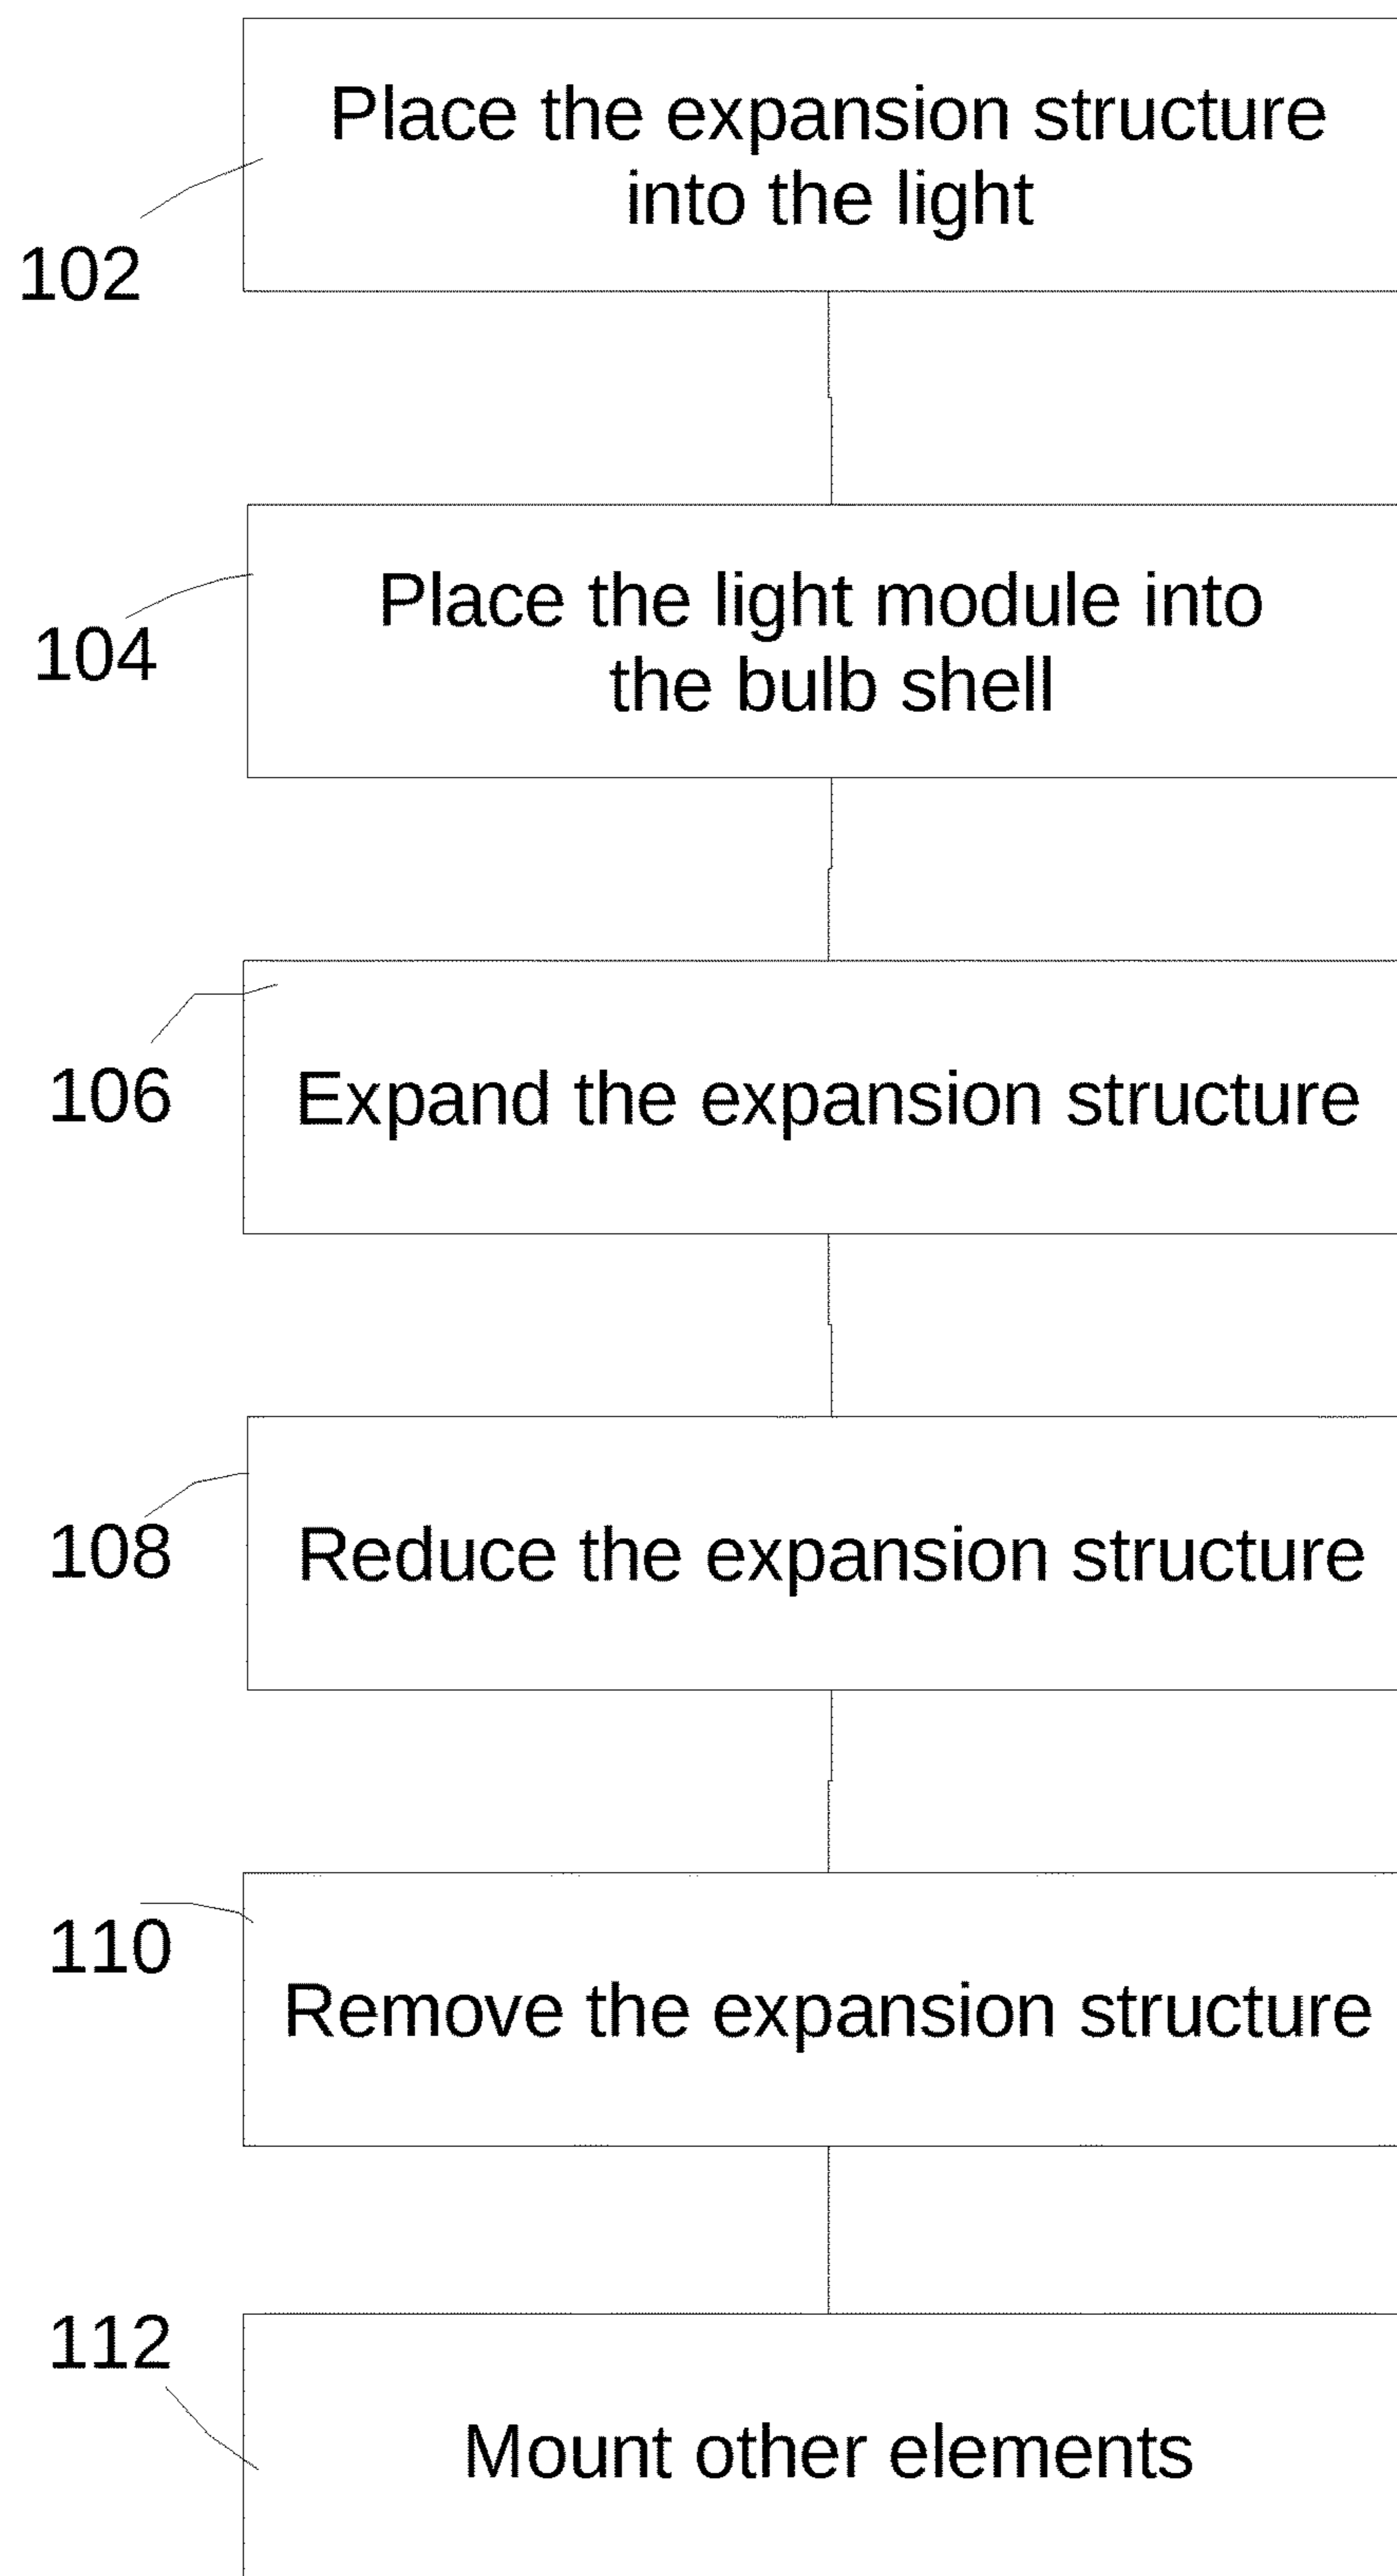 Place the expansion structure
into the light
102
Place the light module into
the bulb shell
104
106
Expand the expansion structure
108
Reduce the expansion structure
110
Remove the expansion structure
112
Mount other elements